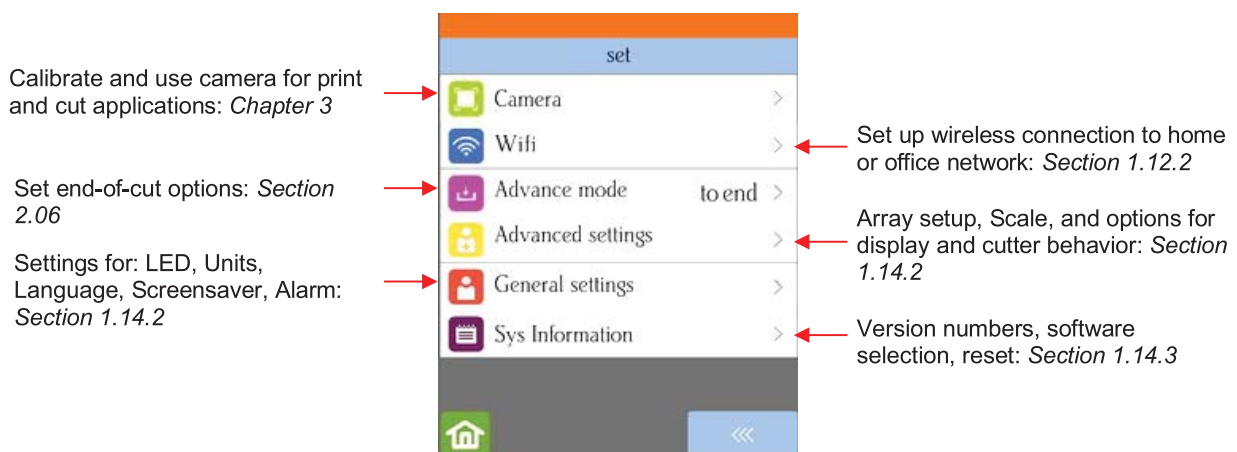 Calibrate and use camera for print
and cut applications: Chapter 3
Set end-of-cut options: Section
2.06
Settings for: LED, Units,
Language, Screensaver, Alarm:
Section 1.14.2
set
Camera
Wifi
Advance mode to end
Advanced settings
General settings
Sys Information
Set up wireless connection to home
or office network: Section 1.12.2
Array setup, Scale, and options for
display and cutter behavior: Section
1.14.2
Version numbers, software
selection, reset: Section 1.14.3